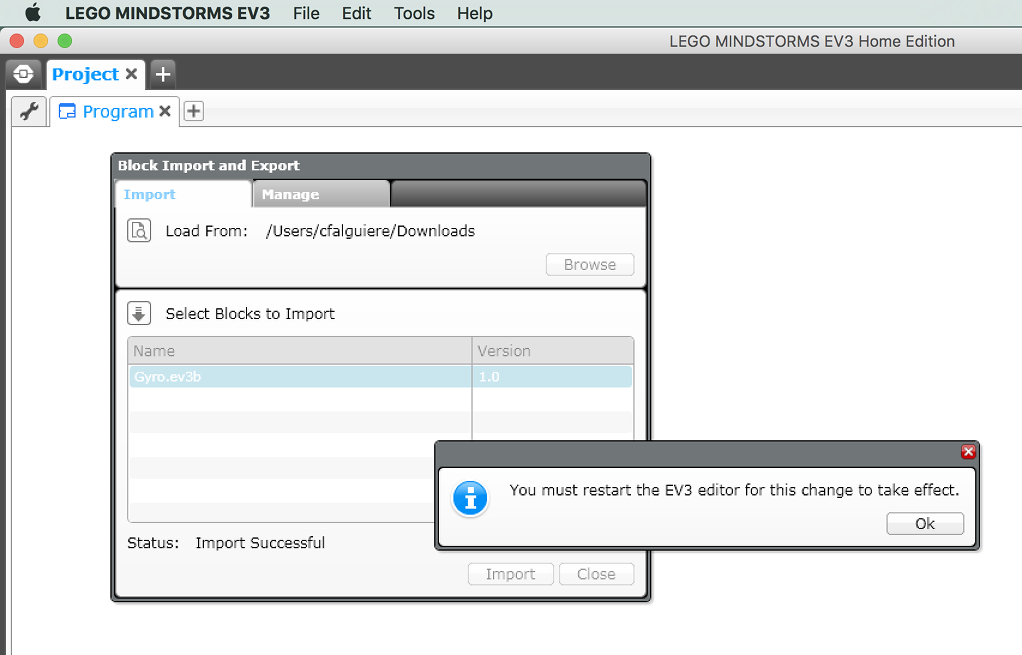 LEGO MINDSTORMS EV3 File Edit Tools Help
LEGO MINDSTORMS EV3 Home Edition
Project
Program
Block Import and Export
Import Manage
Load From: /Users/cfalguiere/Downloads
Browse
Select Blocks to Import
Name Version
Gyro.ev3b 1.0
You must restart the EV3 editor for this change to take effect.
Ok
Status: Import Successful
Import Close